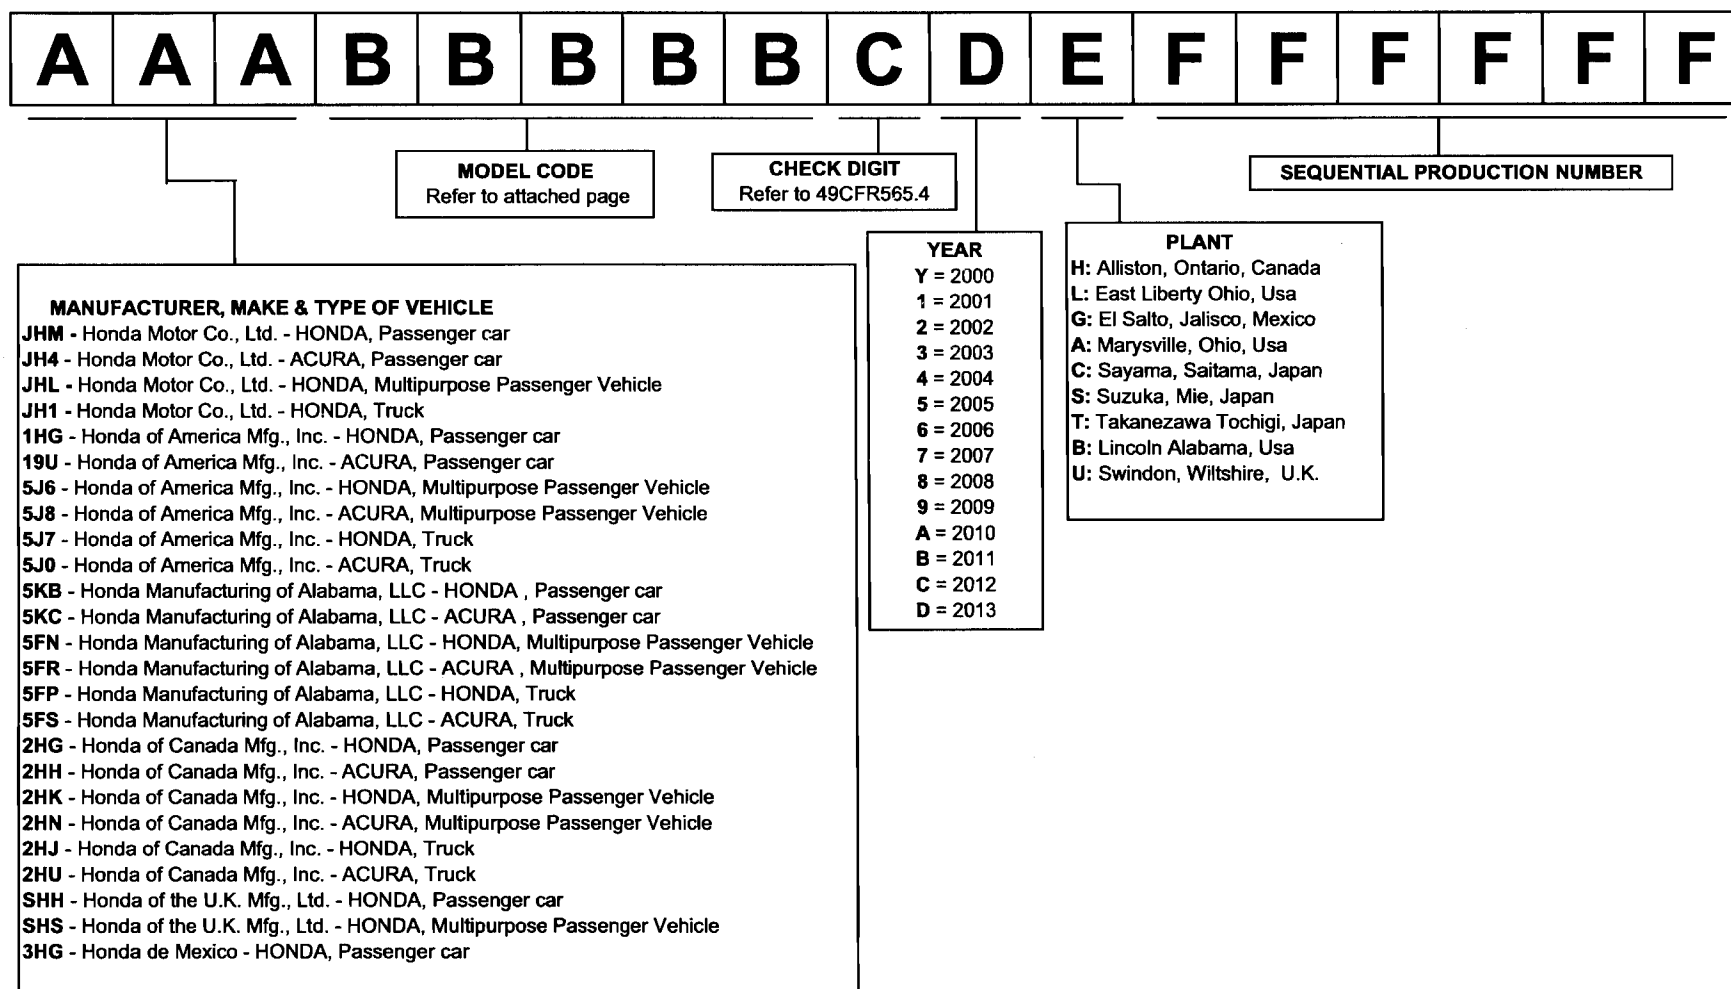 A A A B B B B B C D E F F F F F F
MODEL CODE
Refer to attached page
CHECK DIGIT
Refer to 49CFR565.4
SEQUENTIAL PRODUCTION NUMBER
MANUFACTURER, MAKE & TYPE OF VEHICLE
JHM - Honda Motor Co., Ltd. - HONDA, Passenger car
JH4 - Honda Motor Co., Ltd. - ACURA, Passenger car
JHL - Honda Motor Co., Ltd. - HONDA, Multipurpose Passenger Vehicle
JH1 - Honda Motor Co., Ltd. - HONDA, Truck
1HG - Honda of America Mfg., Inc. - HONDA, Passenger car
19U - Honda of America Mfg., Inc. - ACURA, Passenger car
5J6 - Honda of America Mfg., Inc. - HONDA, Multipurpose Passenger Vehicle
5J8 - Honda of America Mfg., Inc. - ACURA, Multipurpose Passenger Vehicle
5J7 - Honda of America Mfg., Inc. - HONDA, Truck
5J0 - Honda of America Mfg., Inc. - ACURA, Truck
5KB - Honda Manufacturing of Alabama, LLC - HONDA , Passenger car
5KC - Honda Manufacturing of Alabama, LLC - ACURA , Passenger car
5FN - Honda Manufacturing of Alabama, LLC - HONDA, Multipurpose Passenger Vehicle
5FR - Honda Manufacturing of Alabama, LLC - ACURA , Multipurpose Passenger Vehicle
5FP - Honda Manufacturing of Alabama, LLC - HONDA, Truck
5FS - Honda Manufacturing of Alabama, LLC - ACURA, Truck
2HG - Honda of Canada Mfg., Inc. - HONDA, Passenger car
2HH - Honda of Canada Mfg., Inc. - ACURA, Passenger car
2HK - Honda of Canada Mfg., Inc. - HONDA, Multipurpose Passenger Vehicle
2HN - Honda of Canada Mfg., Inc. - ACURA, Multipurpose Passenger Vehicle
2HJ - Honda of Canada Mfg., Inc. - HONDA, Truck
2HU - Honda of Canada Mfg., Inc. - ACURA, Truck
SHH - Honda of the U.K. Mfg., Ltd. - HONDA, Passenger car
SHS - Honda of the U.K. Mfg., Ltd. - HONDA, Multipurpose Passenger Vehicle
3HG - Honda de Mexico - HONDA, Passenger car
YEAR
Y = 2000
1 = 2001
2 = 2002
3 = 2003
4 = 2004
5 = 2005
6 = 2006
7 = 2007
8 = 2008
9 = 2009
A = 2010
B = 2011
C = 2012
D = 2013
PLANT
H: Alliston, Ontario, Canada
L: East Liberty Ohio, Usa
G: El Salto, Jalisco, Mexico
A: Marysville, Ohio, Usa
C: Sayama, Saitama, Japan
S: Suzuka, Mie, Japan
T: Takanezawa Tochigi, Japan
B: Lincoln Alabama, Usa
U: Swindon, Wiltshire, U.K.